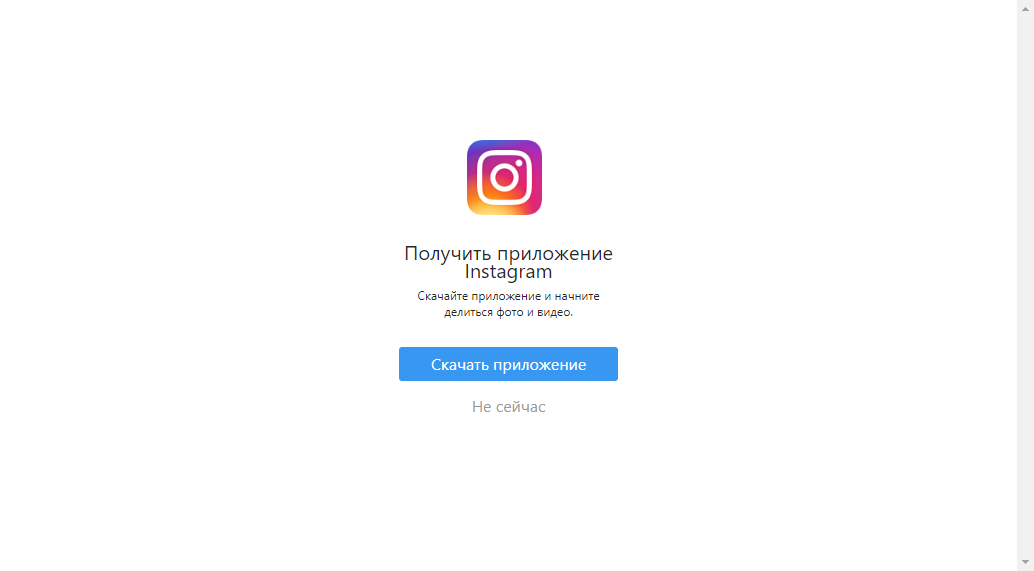 Получить приложение
Instagram
Скачайте приложение и начните
делиться фото и видео.
Скачать приложение
Не сейчас